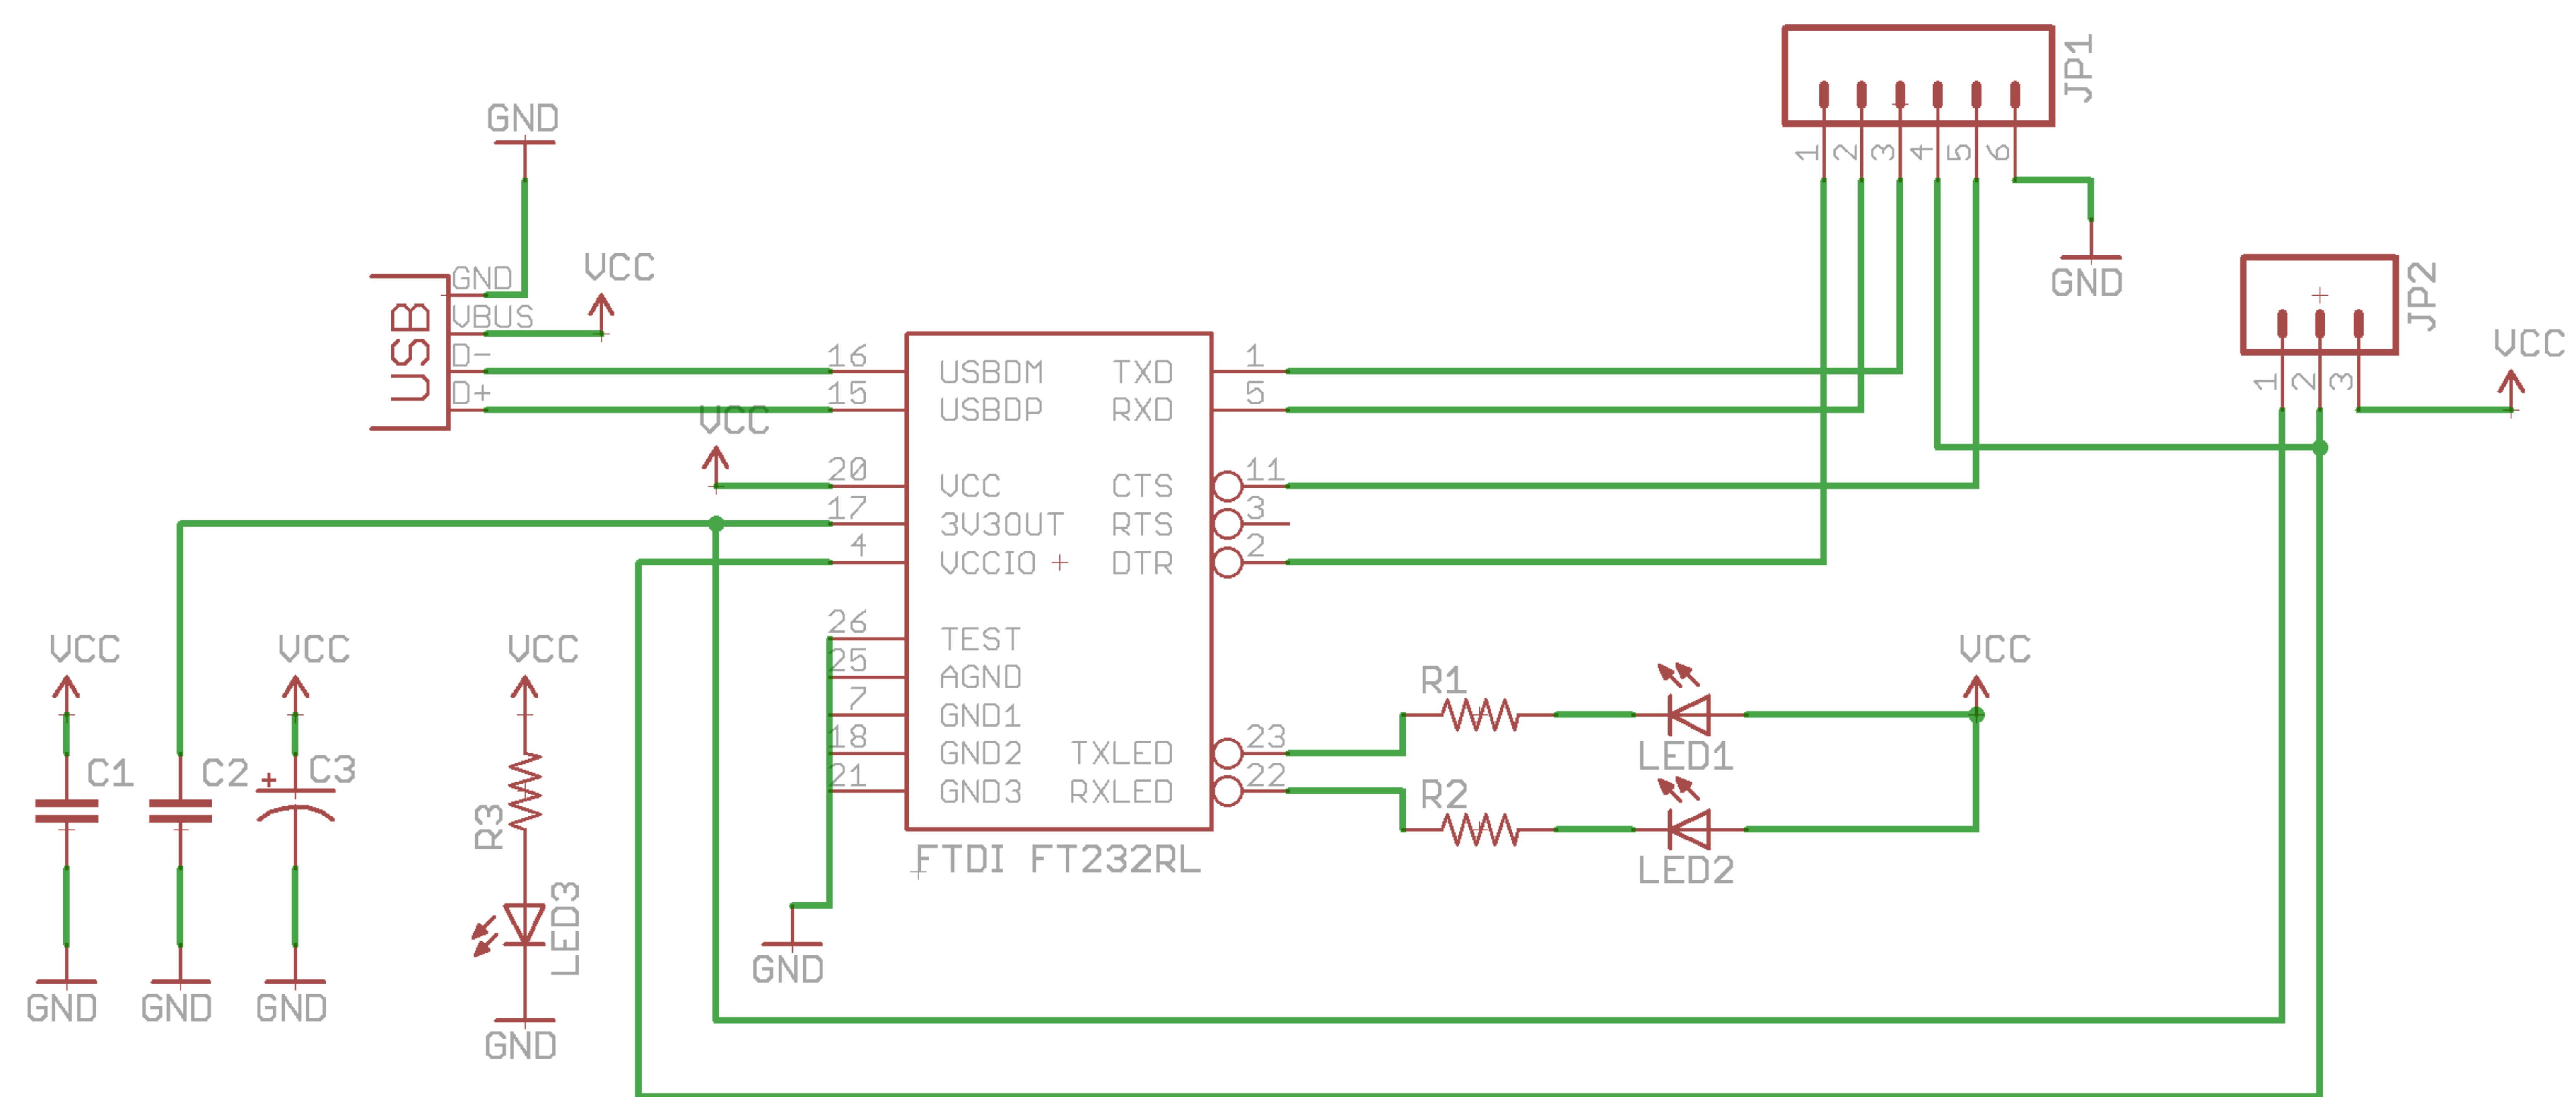 JP1
1 2 3 4 5 6
GND
GND
JP2
1 2 3
VCC
USB
GND
VBUS
D-
D+
VCC
VCC
16 USBDM TXD 1
15 USBDP RXD 5
20 VCC CTS 11
17 3V3OUT RTS 3
4 VCCIO DTR 2
26 TEST
25 AGND
7 GND1
18 GND2 TXLED 23
21 GND3 RXLED 22
FTDI FT232RL
R1
LED1
R2
LED2
VCC
VCC
VCC
VCC
C1
C2
+ C3
R3
LED3
GND
GND
GND
GND
GND